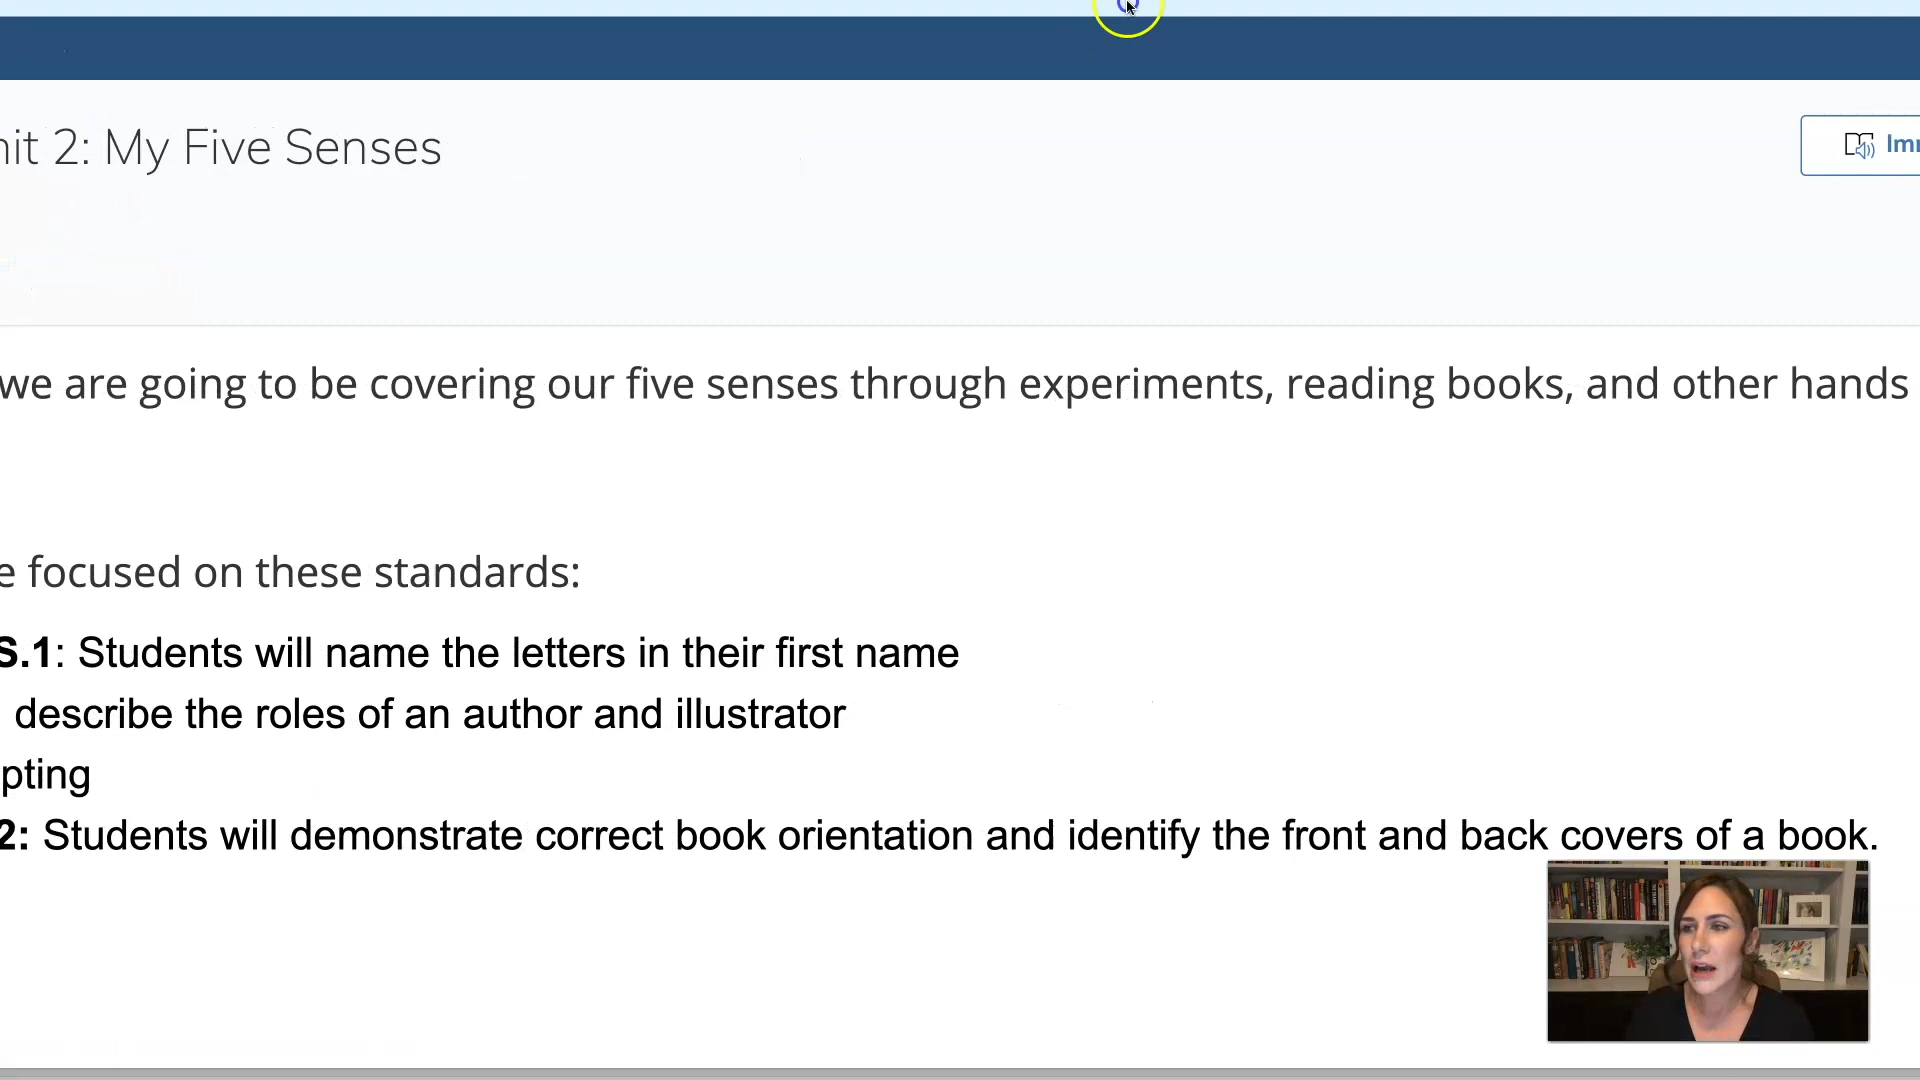 nit 2: My Five Senses
Imr
we are going to be covering our five senses through experiments, reading books, and other hands
e focused on these standards:
S.1: Students will name the letters in their first name
describe the roles of an author and illustrator
pting
2: Students will demonstrate correct book orientation and identify the front and back covers of a book.